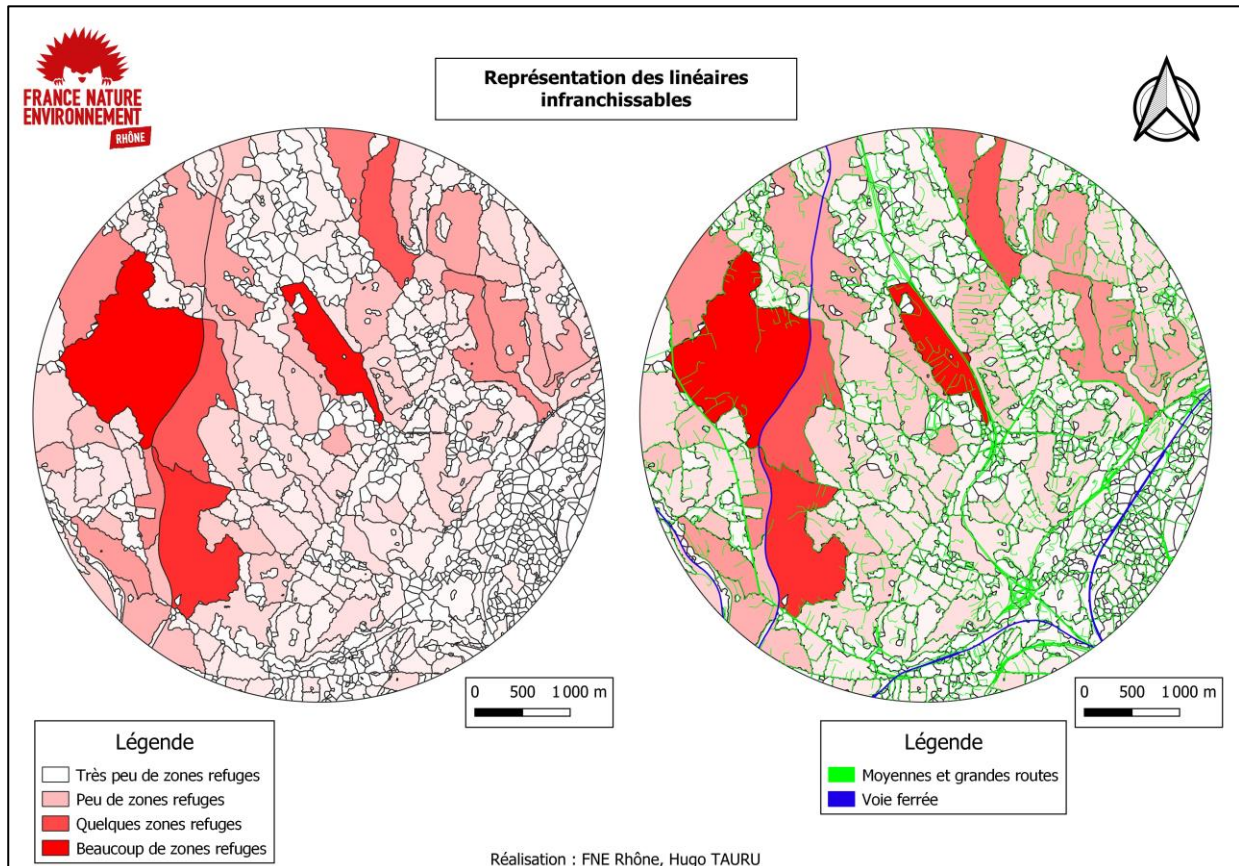 FRANCE NATURE
ENVIRONNEMENT
RHÔNE
Représentation des linéaires
infranchissables
0 500 1 000 m
0 500 1 000 m
Légende
Très peu de zones refuges
Peu de zones refuges
Quelques zones refuges
Beaucoup de zones refuges
Légende
Moyennes et grandes routes
Voie ferrée
Réalisation : FNE Rhône, Hugo TAURU